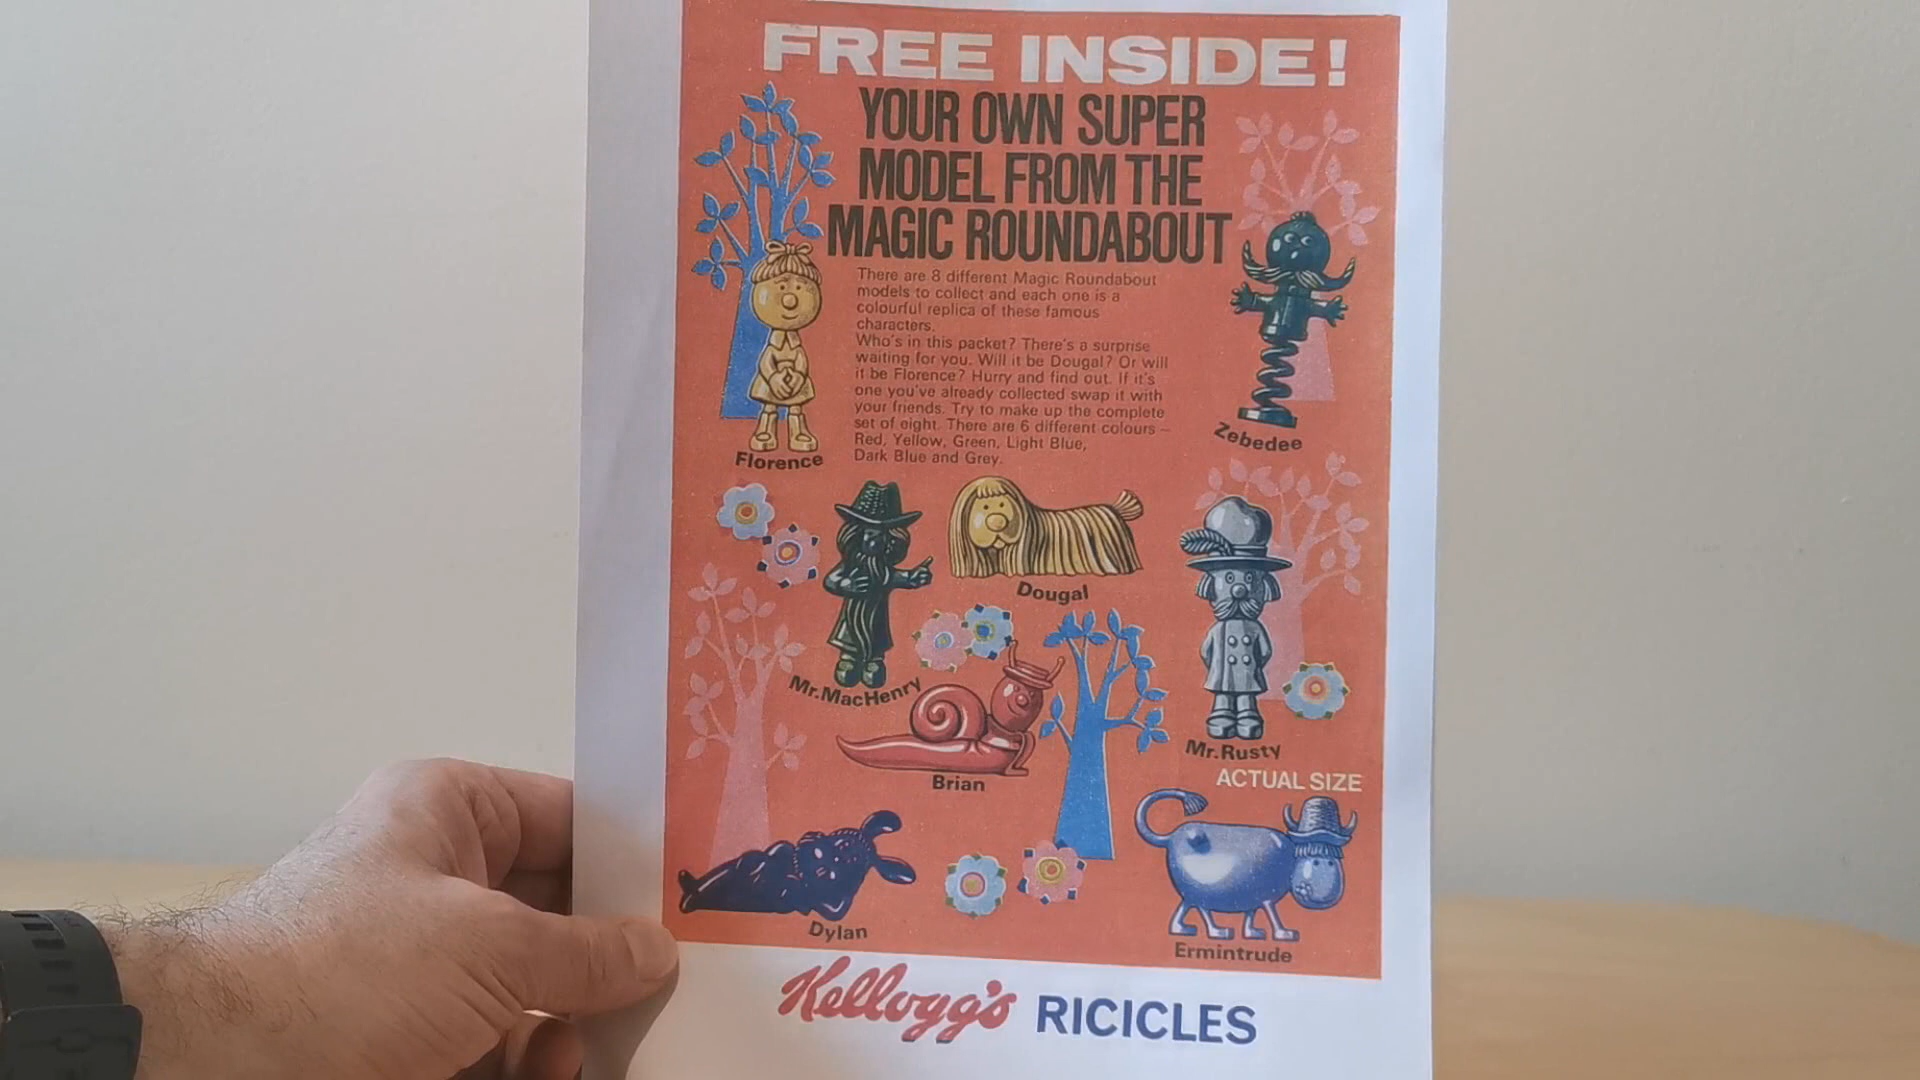 FREE INSIDE!
YOUR OWN SUPER
MODEL FROM THE
MAGIC ROUNDABOUT
There are 8 different Magic Roundabout
models to collect and each one is a
colourful replica of these famous
characters.
Who's in this packet? There's a surprise
waiting for you. Will it be Dougal? Or will
it be Florence? Hurry and find out. If it's
one you've already collected swap it with
your friends. Try to make up the complete
set of eight. There are 6 different colours –
Red, Yellow, Green, Light Blue,
Dark Blue and Grey.
Florence
Zebedee
Dougal
Mr.MacHenry
Mr.Rusty
Brian
ACTUAL SIZE
Dylan
Ermintrude
Kellogg's RICICLES